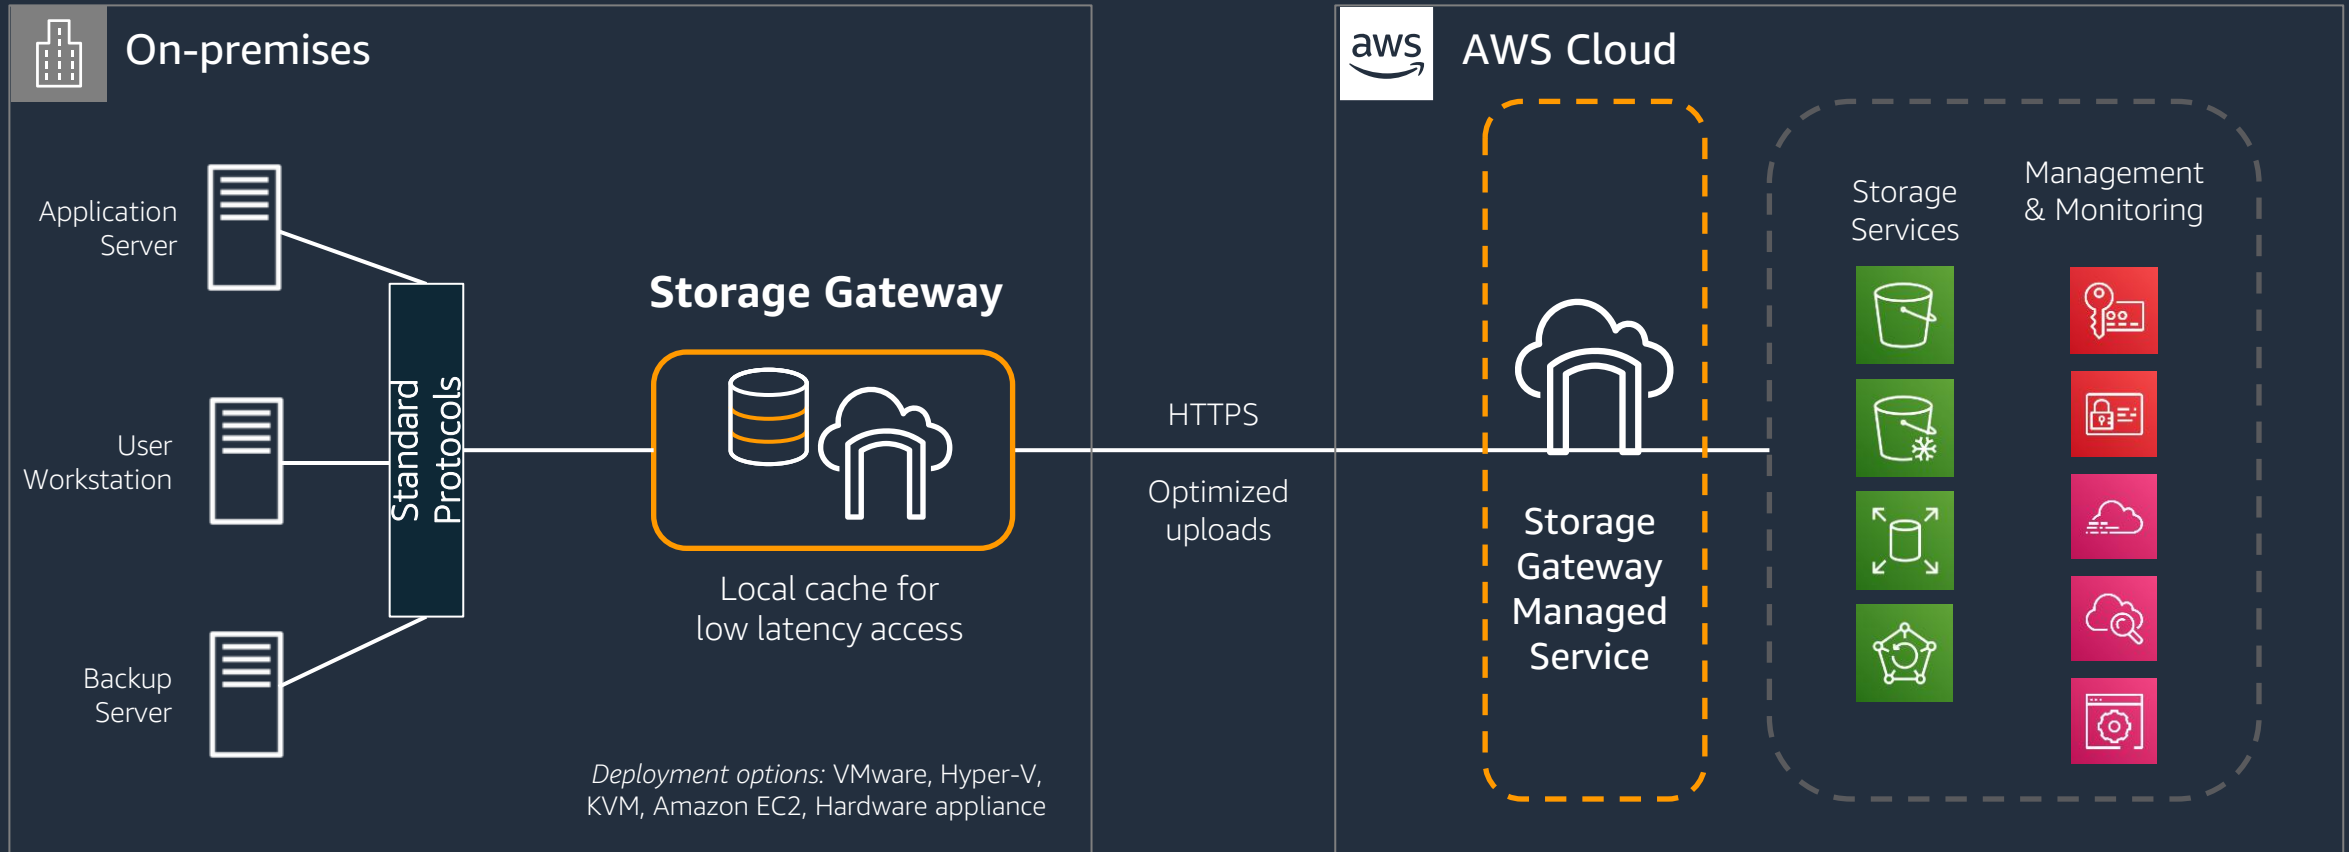 On-premises
aws
AWS Cloud
Application
Server
User
Workstation
Backup
Server
Standard
Protocols
Storage Gateway
Local cache for
low latency access
Deployment options: VMware, Hyper-V,
KVM, Amazon EC2, Hardware appliance
HTTPS
Optimized
uploads
Storage
Gateway
Managed
Service
Storage
Services
Management
& Monitoring